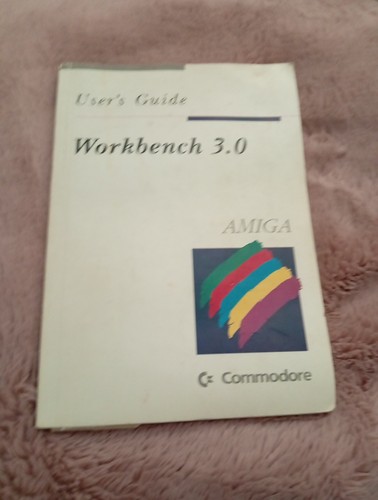 User's Guide
Workbench 3.0
AMIGA
Commodore